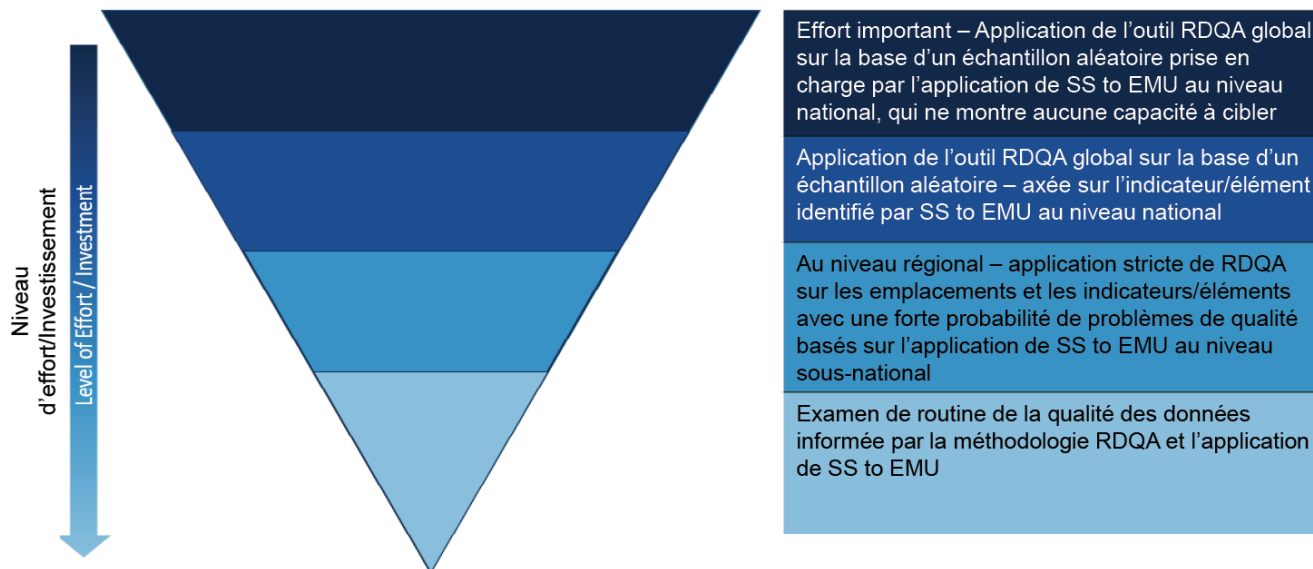 Niveau
d’effort/Investissement
Level of Effort / Investment
Effort important – Application de l’outil RDQA global
sur la base d’un échantillon aléatoire prise en
charge par l’application de SS to EMU au niveau
national, qui ne montre aucune capacité à cibler
Application de l’outil RDQA global sur la base d’un
échantillon aléatoire – axée sur l’indicateur/élément
identifié par SS to EMU au niveau national
Au niveau régional – application stricte de RDQA
sur les emplacements et les indicateurs/éléments
avec une forte probabilité de problèmes de qualité
basés sur l’application de SS to EMU au niveau
sous-national
Examen de routine de la qualité des données
informée par la méthodologie RDQA et l’application
de SS to EMU